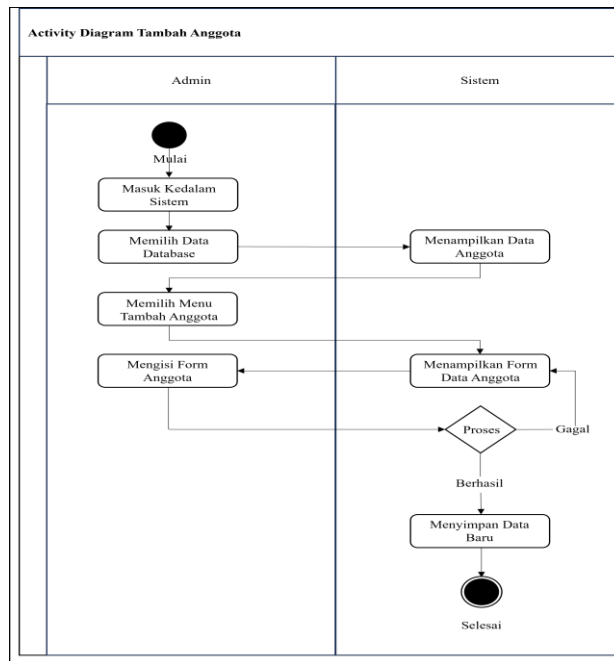 Activity Diagram Tambah Anggota
Admin
Sistem
Mulai
Masuk Kedalam
Sistem
Memilih Data
Database
Menampilkan Data
Anggota
Memilih Menu
Tambah Anggota
Mengisi Form
Anggota
Menampilkan Form
Data Anggota
Proses
Gagal
Berhasil
Menyimpan Data
Baru
Selesai